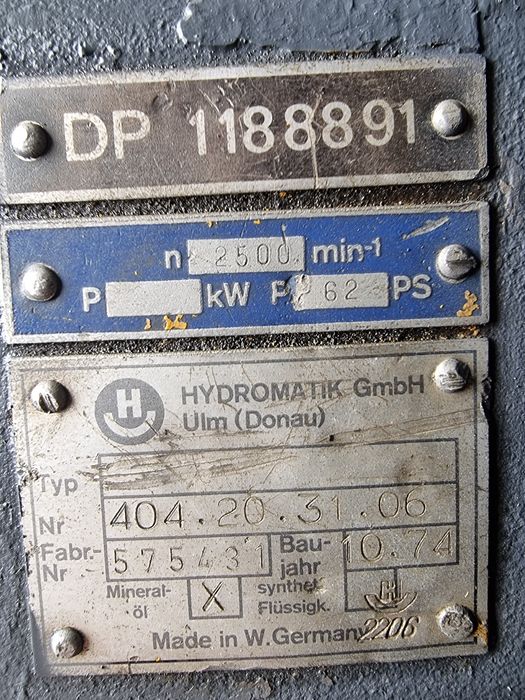 DP 1188891
n 2500 min-1
P kW P 62 PS
H HYDROMATIK GmbH
Ulm (Donau)
Typ
Nr 404.20.31.06
Fabr.- Nr 575431 Bau- jahr 10.74
Mineral- öl X synthet. Flüssigk. H
Made in W. Germany 2206